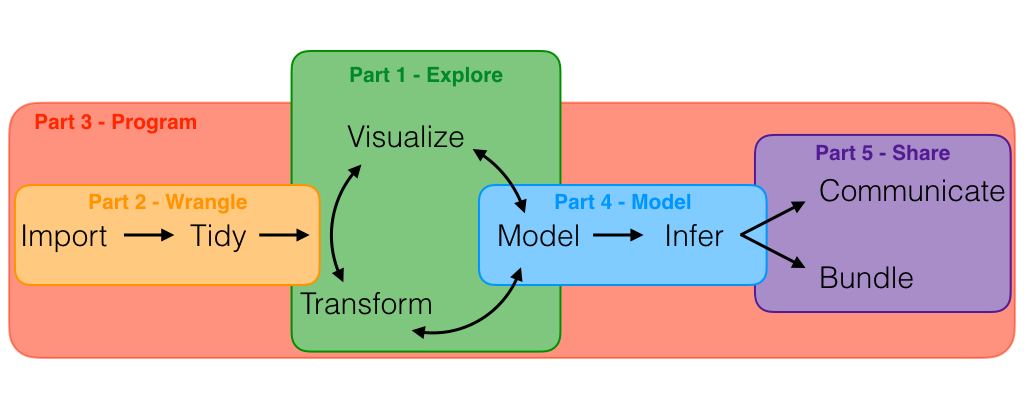 Part 1 - Explore
Part 3 - Program
Visualize
Part 5 - Share
Part 2 - Wrangle
Part 4 - Model
Communicate
Import
Tidy
Model
Infer
Bundle
Transform